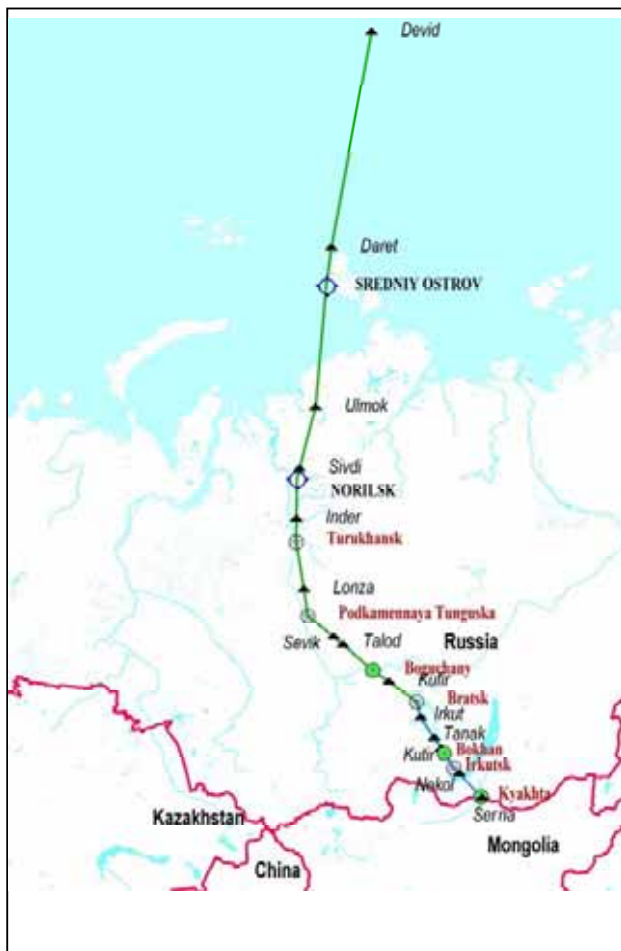 Devid
Daret
SREDNIY OSTROV
Ulmok
Sivdi
NORILSK
Inder
Turukhansk
Lonza
Podkamennaya Tunguska
Sevik
Talod
Russia
Boguchany
Kutir
Bratsk
Irkut
Tanak
Kutir
Bokhan
Irkutsk
Nekol
Kyakhta
Serna
Kazakhstan
Mongolia
China